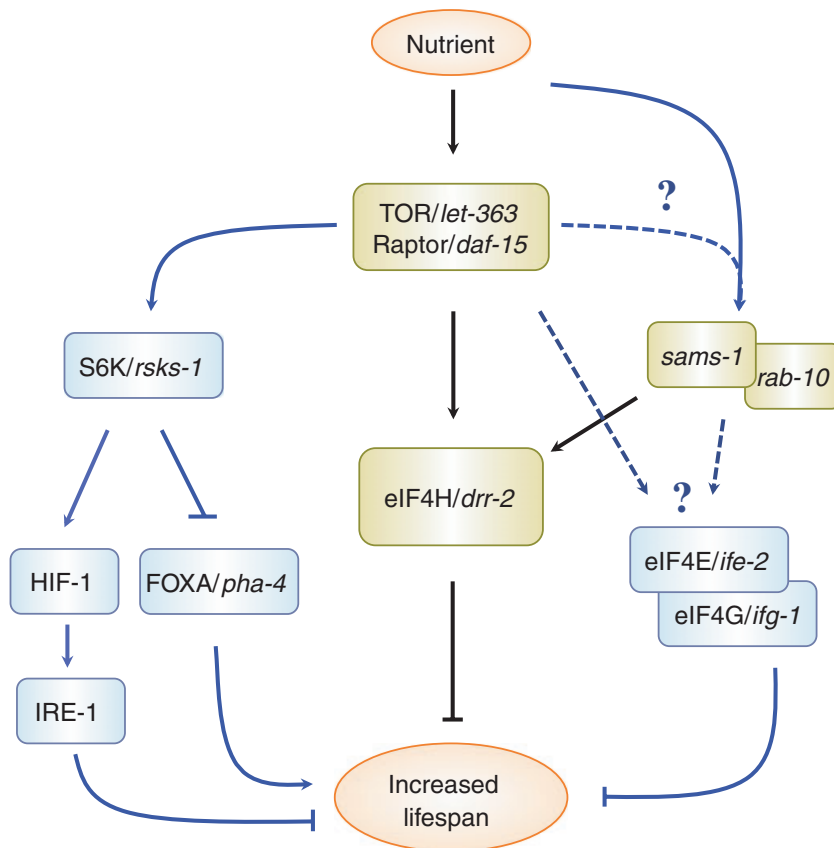 Nutrient
?
TOR/let-363
Raptor/daf-15
S6K/rsks-1
sams-1
rab-10
eIF4H/drr-2
?
HIF-1
FOXA/pha-4
eIF4E/ife-2
eIF4G/ifg-1
IRE-1
Increased
lifespan